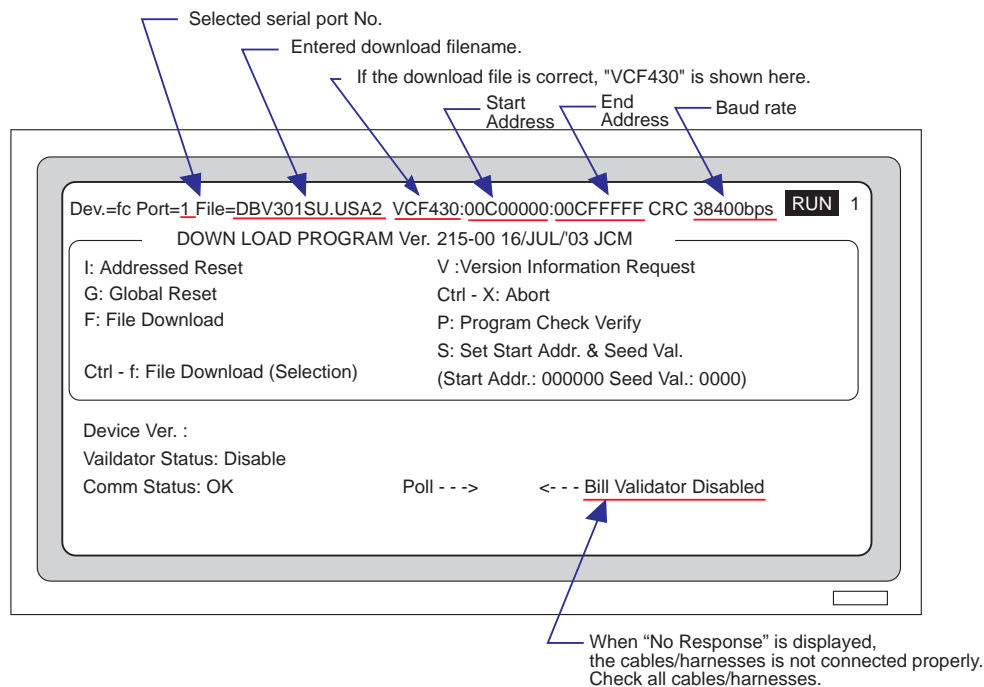 Selected serial port No.
Entered download filename.
If the download file is correct, "VCF430" is shown here.
Start
Address
End
Address
Baud rate
Dev.=fc Port=1 File=DBV301SU.USA2 VCF430:00C00000:00CFFFFF CRC 38400bps RUN 1
DOWN LOAD PROGRAM Ver. 215-00 16/JUL/'03 JCM
I: Addressed Reset
G: Global Reset
F: File Download
Ctrl - f: File Download (Selection)
V :Version Information Request
Ctrl - X: Abort
P: Program Check Verify
S: Set Start Addr. & Seed Val.
(Start Addr.: 000000 Seed Val.: 0000)
Device Ver. :
Vaildator Status: Disable
Comm Status: OK Poll - - -> <- - - Bill Validator Disabled
When “No Response” is displayed,
the cables/harnesses is not connected properly.
Check all cables/harnesses.